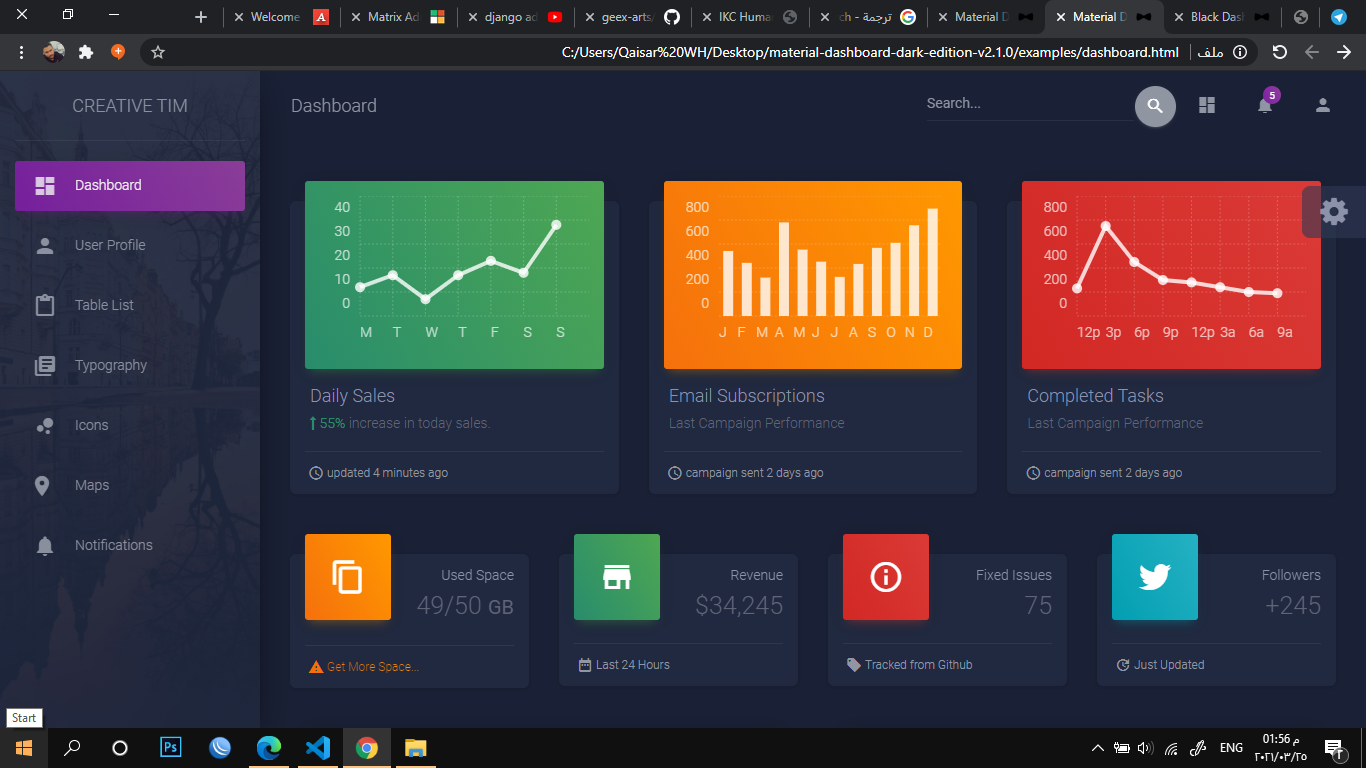 Welcome
Matrix Ad
django ad
geex-arts/
IKC Huma
ترجمة - ch
Material D
Material D
Black Das
C:/Users/Qaisar%20WH/Desktop/material-dashboard-dark-edition-v2.1.0/examples/dashboard.html
ملف
CREATIVE TIM
Dashboard
User Profile
Table List
Typography
Icons
Maps
Notifications
Dashboard
Search...
5
40
30
20
10
0
M T W T F S S
Daily Sales
55% increase in today sales.
updated 4 minutes ago
800
600
400
200
0
J F M A M J J A S O N D
Email Subscriptions
Last Campaign Performance
campaign sent 2 days ago
800
600
400
200
0
12p 3p 6p 9p 12p 3a 6a 9a
Completed Tasks
Last Campaign Performance
campaign sent 2 days ago
Used Space
49/50 GB
Get More Space...
Revenue
$34,245
Last 24 Hours
Fixed Issues
75
Tracked from Github
Followers
+245
Just Updated
Start
Ps
ENG
01:56 م
٢٠٢١/٠٣/٢٥
٢